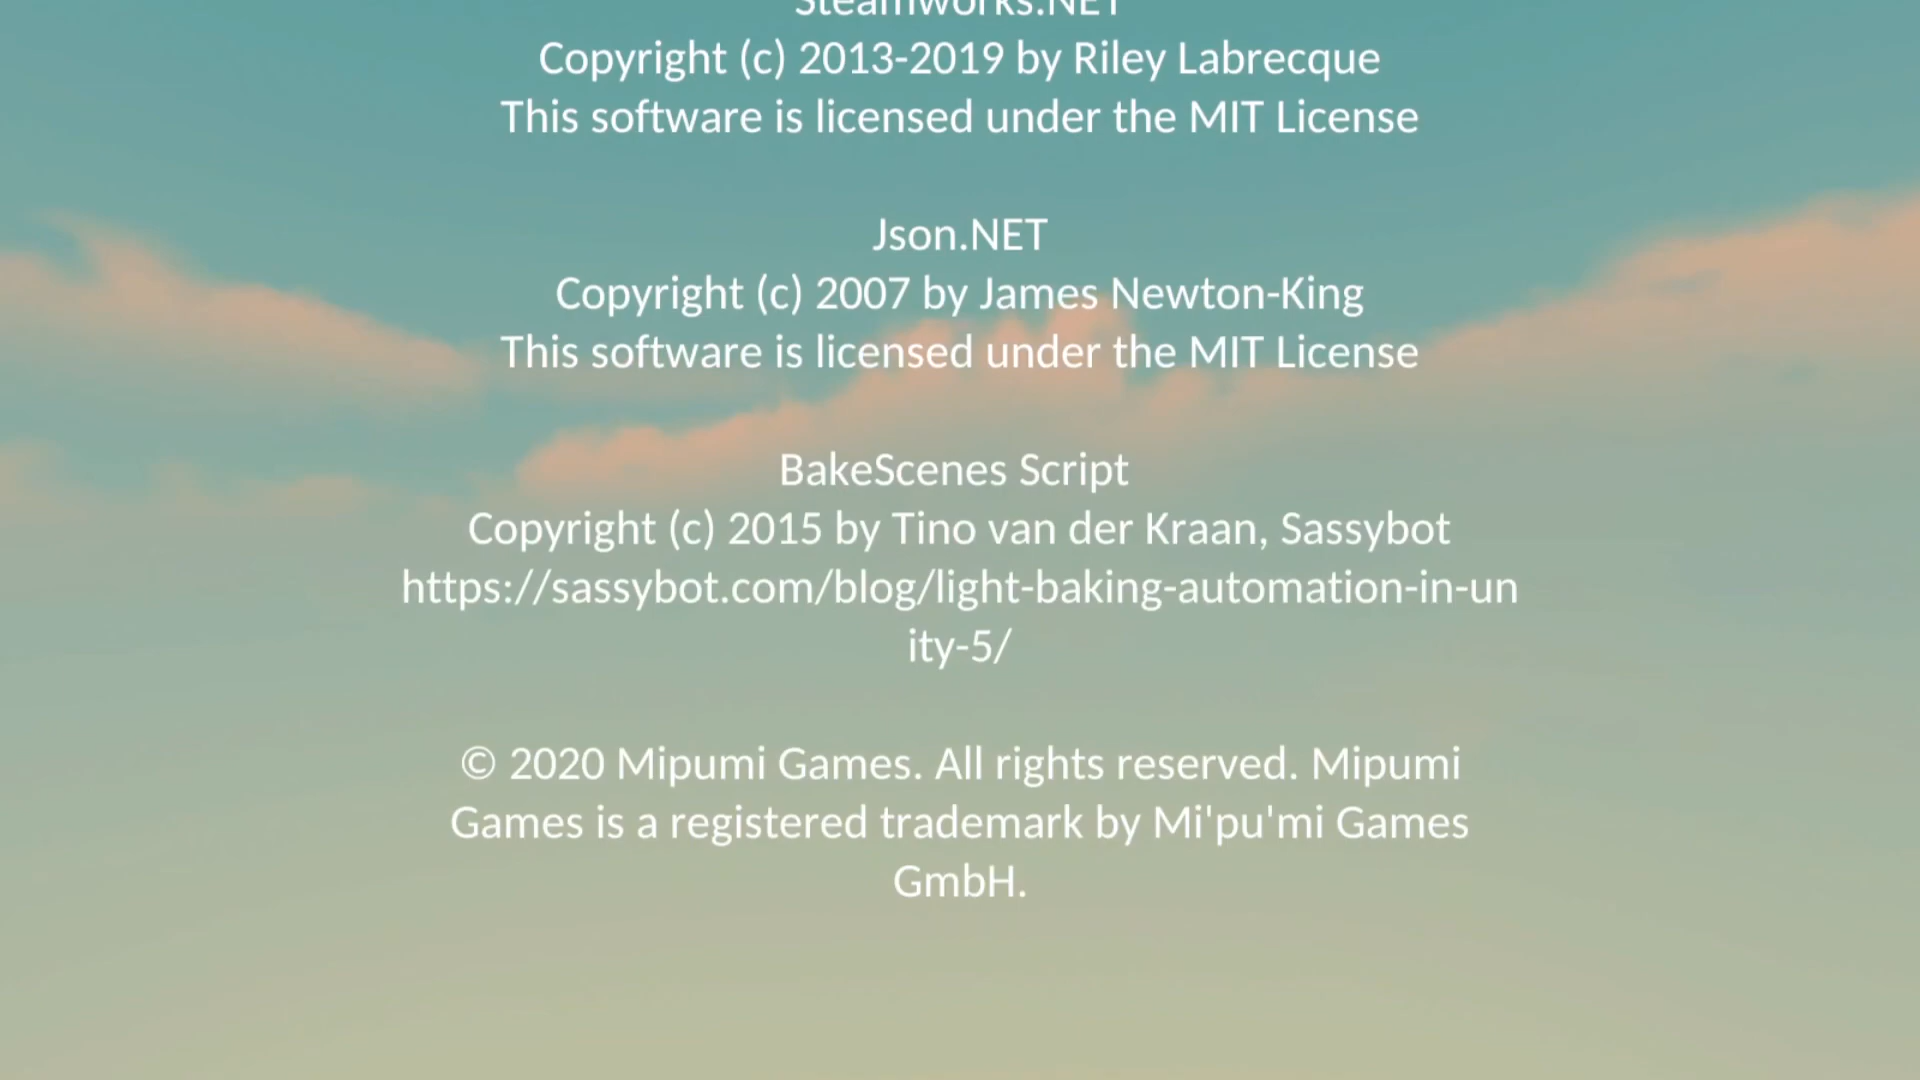 Steamworks.NET
Copyright (c) 2013-2019 by Riley Labrecque
This software is licensed under the MIT License
Json.NET
Copyright (c) 2007 by James Newton-King
This software is licensed under the MIT License
BakeScenes Script
Copyright (c) 2015 by Tino van der Kraan, Sassybot
https://sassybot.com/blog/light-baking-automation-in-un
ity-5/
© 2020 Mipumi Games. All rights reserved. Mipumi
Games is a registered trademark by Mi'pu'mi Games
GmbH.